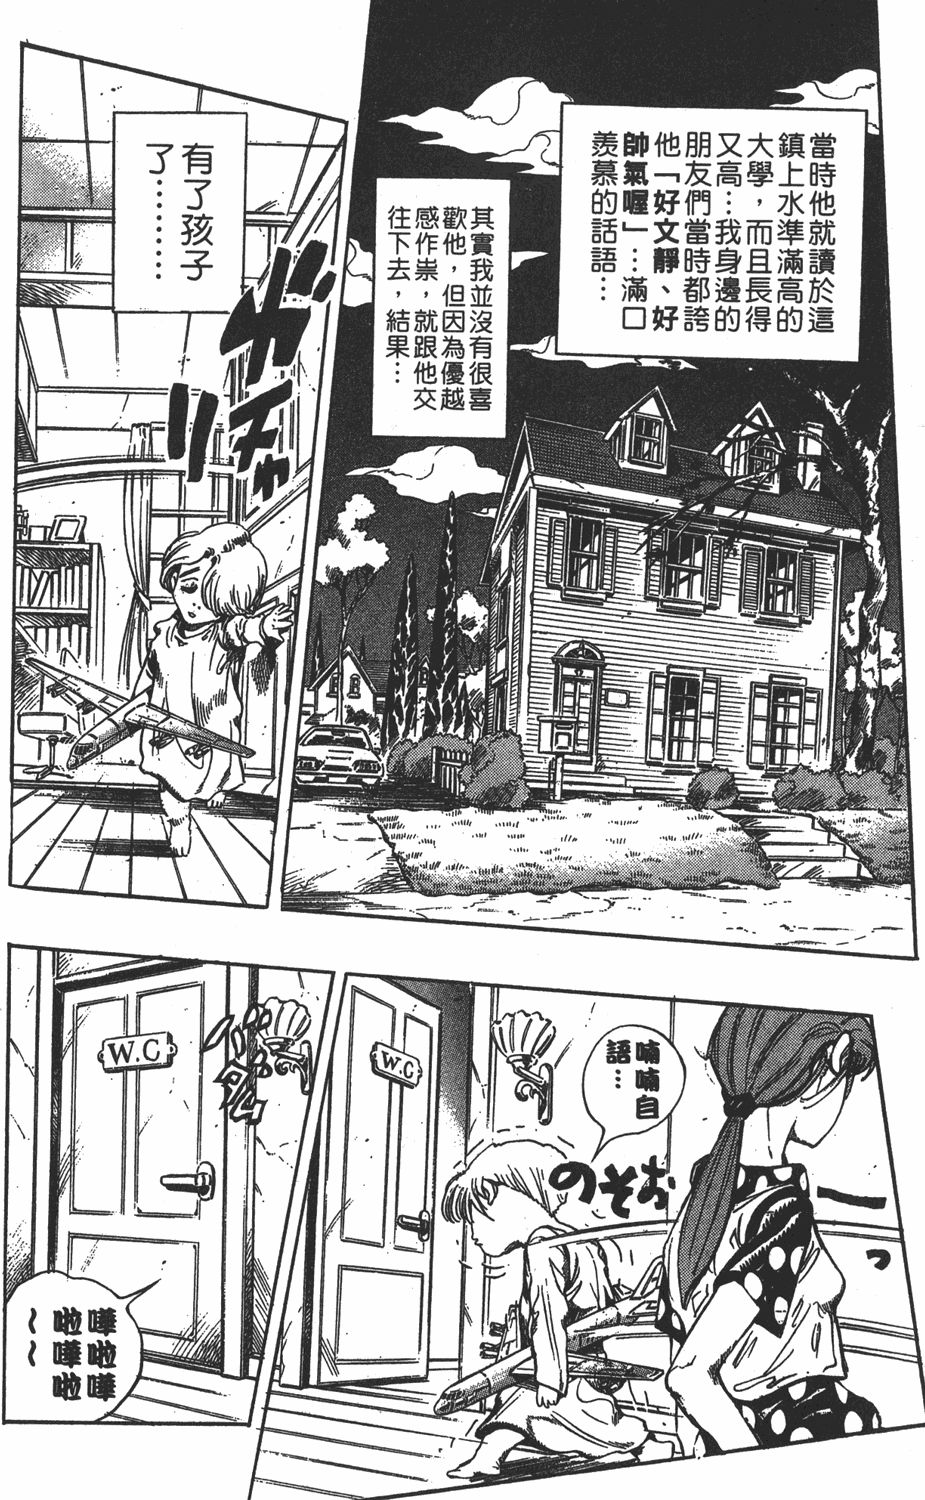 當時他就讀於這
鎮上水準滿高的
大學，而且長得
又高…我身邊的
朋友們當時都誇
他「好文靜、好
帥氣喔」…滿口
羨慕的話語…
其實我並沒有很喜
歡他，但因為優越
感作祟，就跟他交
往下去，結果…
有了孩子
了………
ガチャリ
喃喃自
語…
おそのっ
W.C
W.C
嘩啦嘩
啦嘩啦
～～